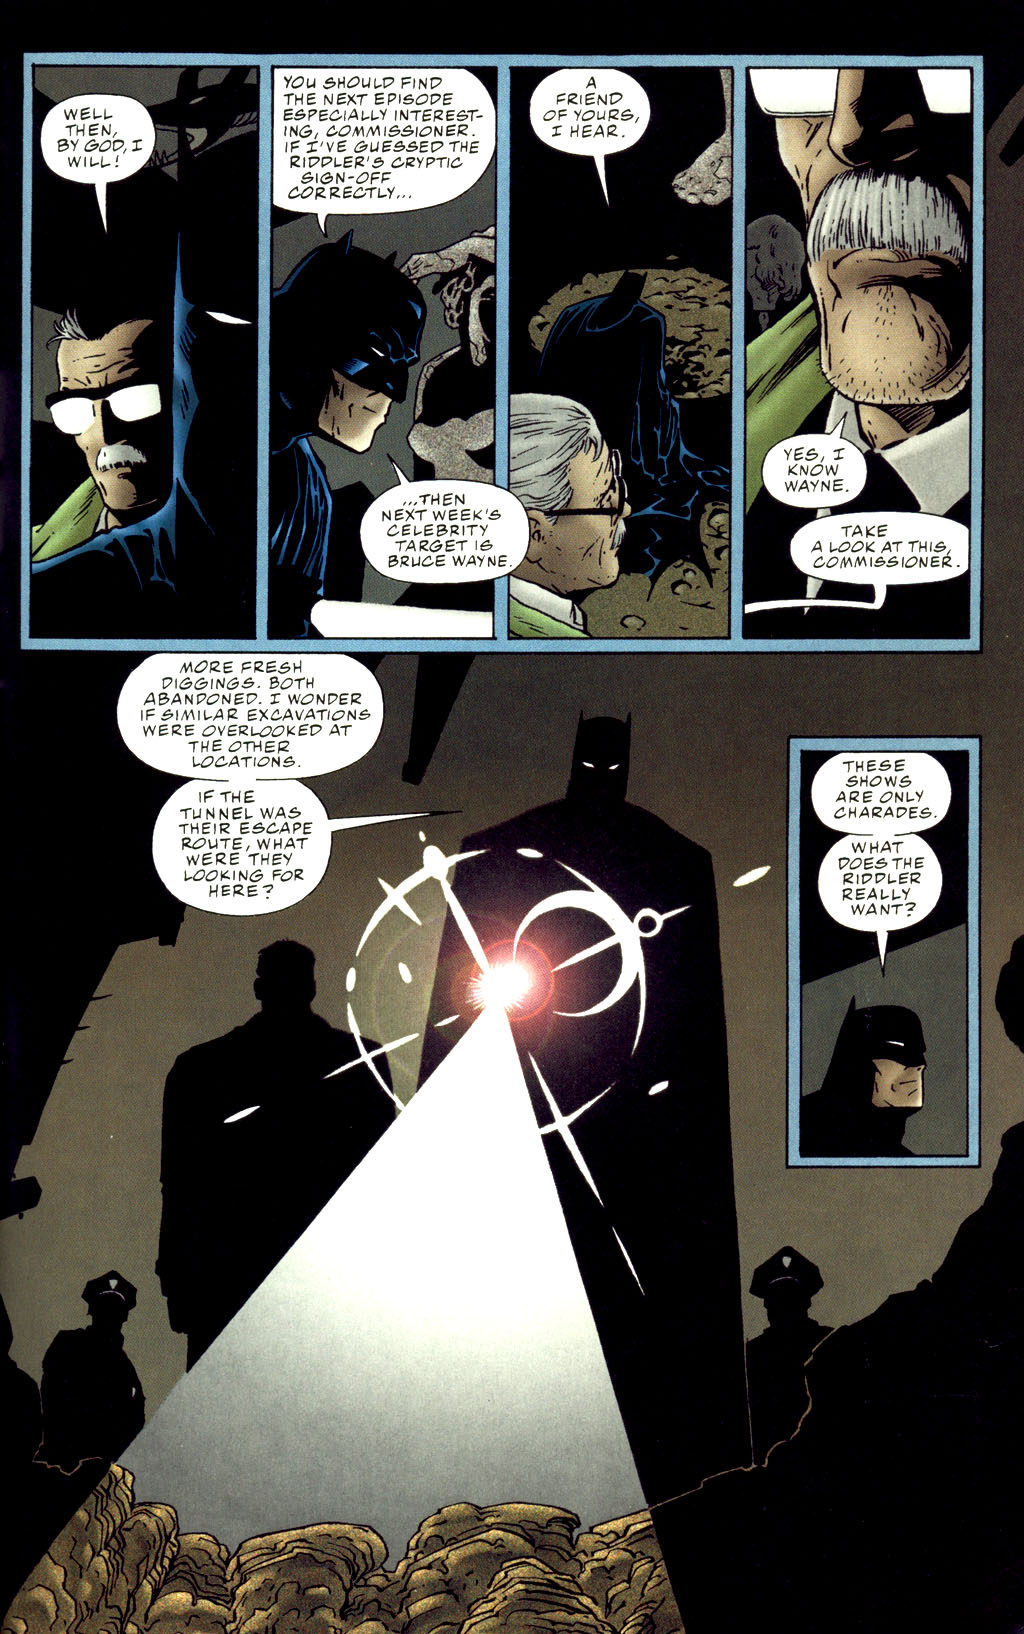 WELL
THEN,
BY GOD, I
WILL!
YOU SHOULD FIND
THE NEXT EPISODE
ESPECIALLY INTEREST-
ING, COMMISSIONER.
IF I'VE GUESSED THE
RIDDLER'S CRYPTIC
SIGN-OFF
CORRECTLY...
...THEN
NEXT WEEK'S
CELEBRITY
TARGET IS
BRUCE WAYNE.
A
FRIEND
OF YOURS,
I HEAR.
YES, I
KNOW
WAYNE.
TAKE
A LOOK AT THIS,
COMMISSIONER.
MORE FRESH
DIGGINGS. BOTH
ABANDONED. I WONDER
IF SIMILAR EXCAVATIONS
WERE OVERLOOKED AT
THE OTHER
LOCATIONS.
IF THE
TUNNEL WAS
THEIR ESCAPE
ROUTE, WHAT
WERE THEY
LOOKING FOR
HERE?
THESE
SHOWS
ARE ONLY
CHARADES.
WHAT
DOES THE
RIDDLER
REALLY
WANT?